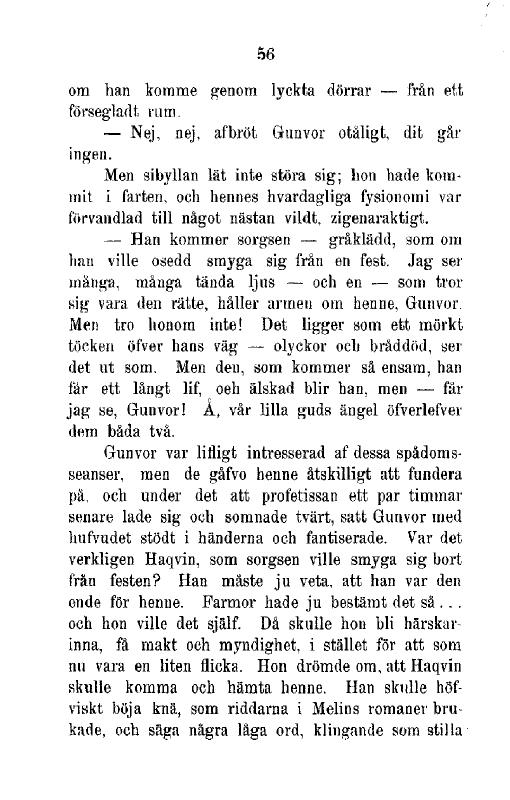 56
om han komme genom lyckta dörrar — från ett
försegladt rum.
— Nej, nej, afbröt Gunvor otåligt, dit går
ingen.
Men sibyllan lät inte störa sig; hon hade kom-
mit i farten, och hennes hvardagliga fysionomi var
förvandlad till något nästan vildt, zigenaraktigt.
— Han kommer sorgsen — gråklädd, som om
han ville osedd smyga sig från en fest. Jag ser
många, många tända ljus — och en — som tror
sig vara den rätte, håller armen om henne, Gunvor.
Men tro honom inte! Det ligger som ett mörkt
töcken öfver hans väg — olyckor och bråddöd, ser
det ut som. Men den, som kommer så ensam, han
får ett långt lif, och älskad blir han, men — får
jag se, Gunvor! Å, vår lilla guds ängel öfverlefver
dem båda två.
Gunvor var lifligt intresserad af dessa spådoms-
seanser, men de gåfvo henne åtskilligt att fundera
på, och under det att profetissan ett par timmar
senare lade sig och somnade tvärt, satt Gunvor med
hufvudet stödt i händerna och fantiserade. Var det
verkligen Haqvin, som sorgsen ville smyga sig bort
från festen? Han måste ju veta, att han var den
ende för henne. Farmor hade ju bestämt det så...
och hon ville det själf. Då skulle hon bli härskar-
inna, få makt och myndighet, i stället för att som
nu vara en liten flicka. Hon drömde om, att Haqvin
skulle komma och hämta henne. Han skulle höf-
viskt böja knä, som riddarna i Melins romaner bru-
kade, och säga några låga ord, klingande som stilla